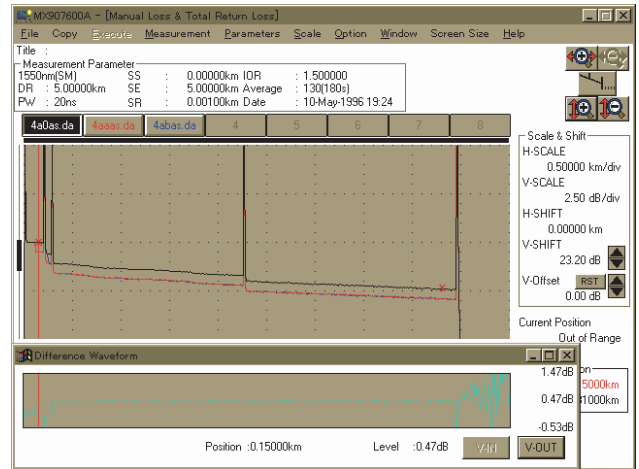 MX907600A - [Manual Loss & Total Return Loss]
File Copy Execute Measurement Parameters Scale Option Window Screen Size Help
Title :
Measurement Parameter
1550nm(SM) SS : 0.00000km IOR : 1.500000
DR : 5.00000km SE : 5.00000km Average : 130(180s)
PW : 20ns SR : 0.00100km Date : 10-May-1996 19:24
4a0as.da 4aaas.da 4abas.da 4 5 6 7 8
Scale & Shift
H-SCALE
0.50000 km/div
V-SCALE
2.50 dB/div
H-SHIFT
0.00000 km
V-SHIFT
23.20 dB
V-Offset RST
0.00 dB
Current Position
Out of Range
Difference Waveform
1.47dB
0.47dB
-0.53dB
on
5000km
31000km
Position :0.15000km Level :0.47dB V-IN V-OUT